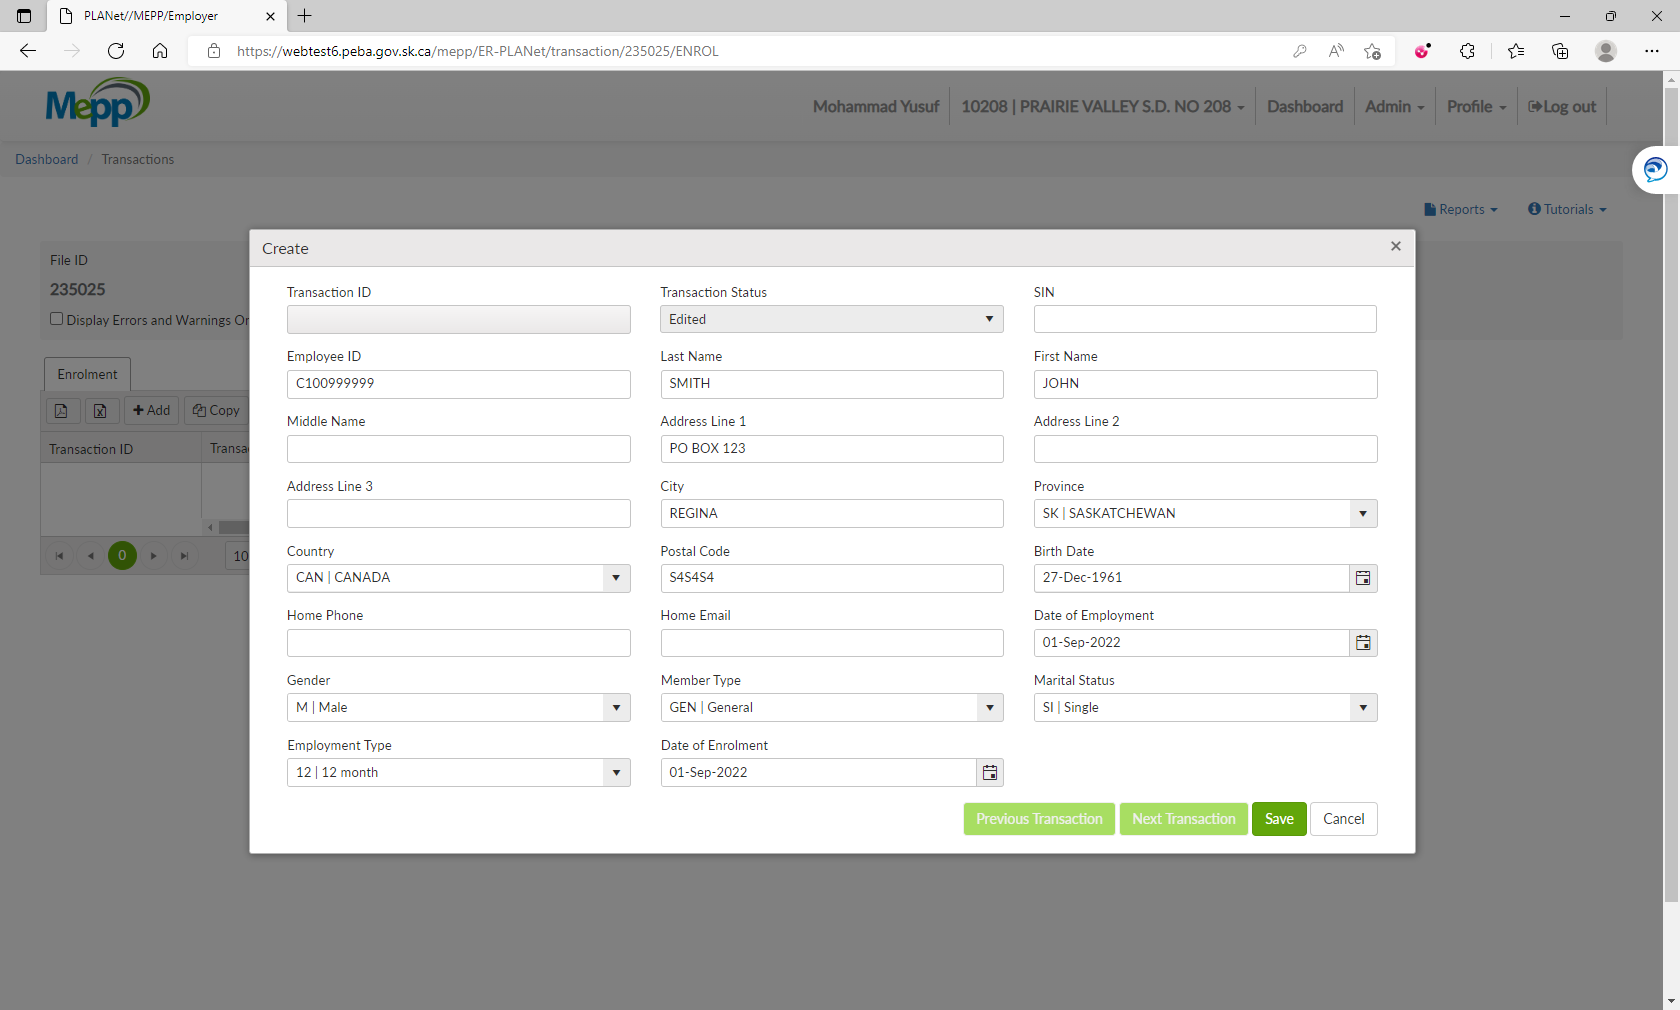 PLANet//MEPP/Employer
https://webtest6.peba.gov.sk.ca/mepp/ER-PLANet/transaction/235025/ENROL
Mepp
Mohammad Yusuf
10208 | PRAIRIE VALLEY S.D. NO 208
Dashboard
Admin
Profile
Log out
Dashboard / Transactions
Reports
Tutorials
File ID
235025
Display Errors and Warnings
Enrolment
Add
Copy
Transaction ID
0
10
Create
Transaction ID
Transaction Status
SIN
Edited
Employee ID
Last Name
First Name
C100999999
SMITH
JOHN
Middle Name
Address Line 1
Address Line 2
PO BOX 123
Address Line 3
City
Province
REGINA
SK | SASKATCHEWAN
Country
Postal Code
Birth Date
CAN | CANADA
S4S4S4
27-Dec-1961
Home Phone
Home Email
Date of Employment
01-Sep-2022
Gender
Member Type
Marital Status
M | Male
GEN | General
SI | Single
Employment Type
Date of Enrolment
12 | 12 month
01-Sep-2022
Previous Transaction
Next Transaction
Save
Cancel